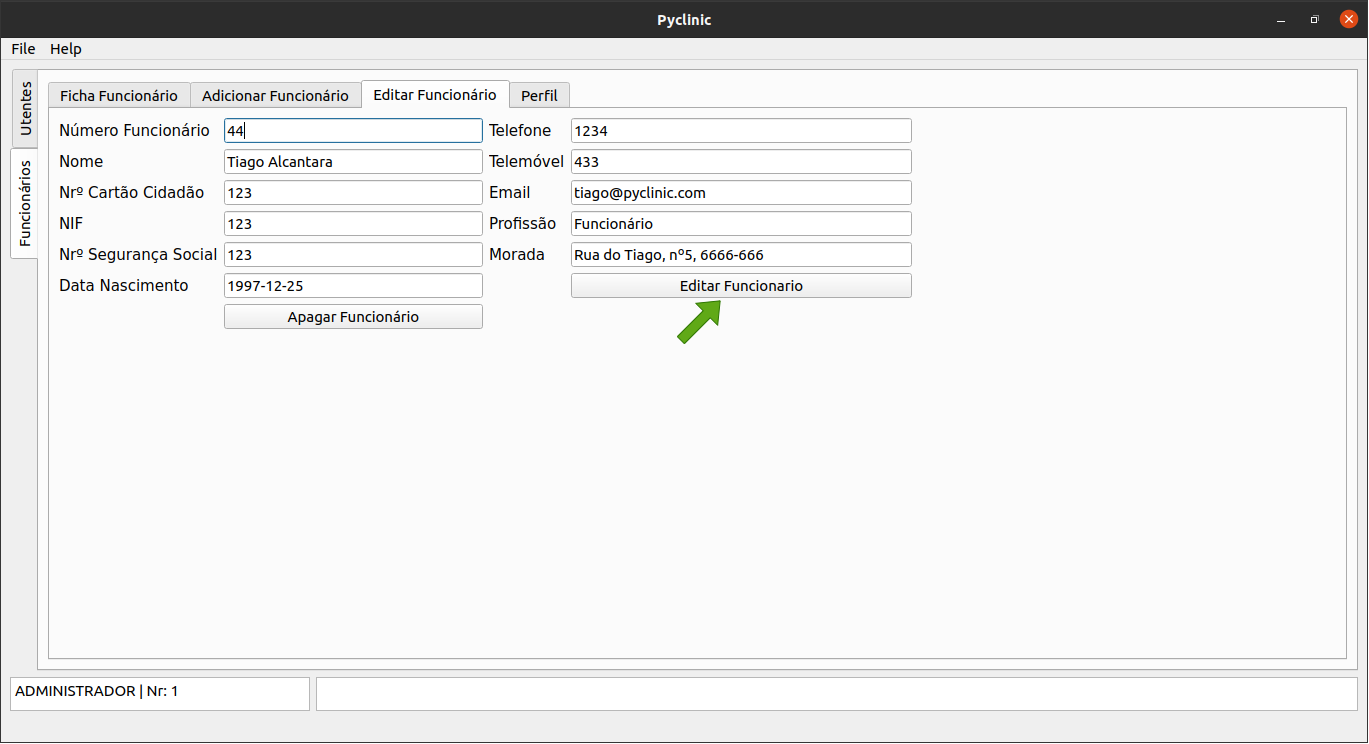 Pyclinic
File Help
Utentes
Funcionários
Ficha Funcionário Adicionar Funcionário Editar Funcionário Perfil
Número Funcionário 44 Telefone 1234
Nome Tiago Alcantara Telemóvel 433
Nrº Cartão Cidadão 123 Email tiago@pyclinic.com
NIF 123 Profissão Funcionário
Nrº Segurança Social 123 Morada Rua do Tiago, nº5, 6666-666
Data Nascimento 1997-12-25 Editar Funcionario
Apagar Funcionário
ADMINISTRADOR | Nr: 1